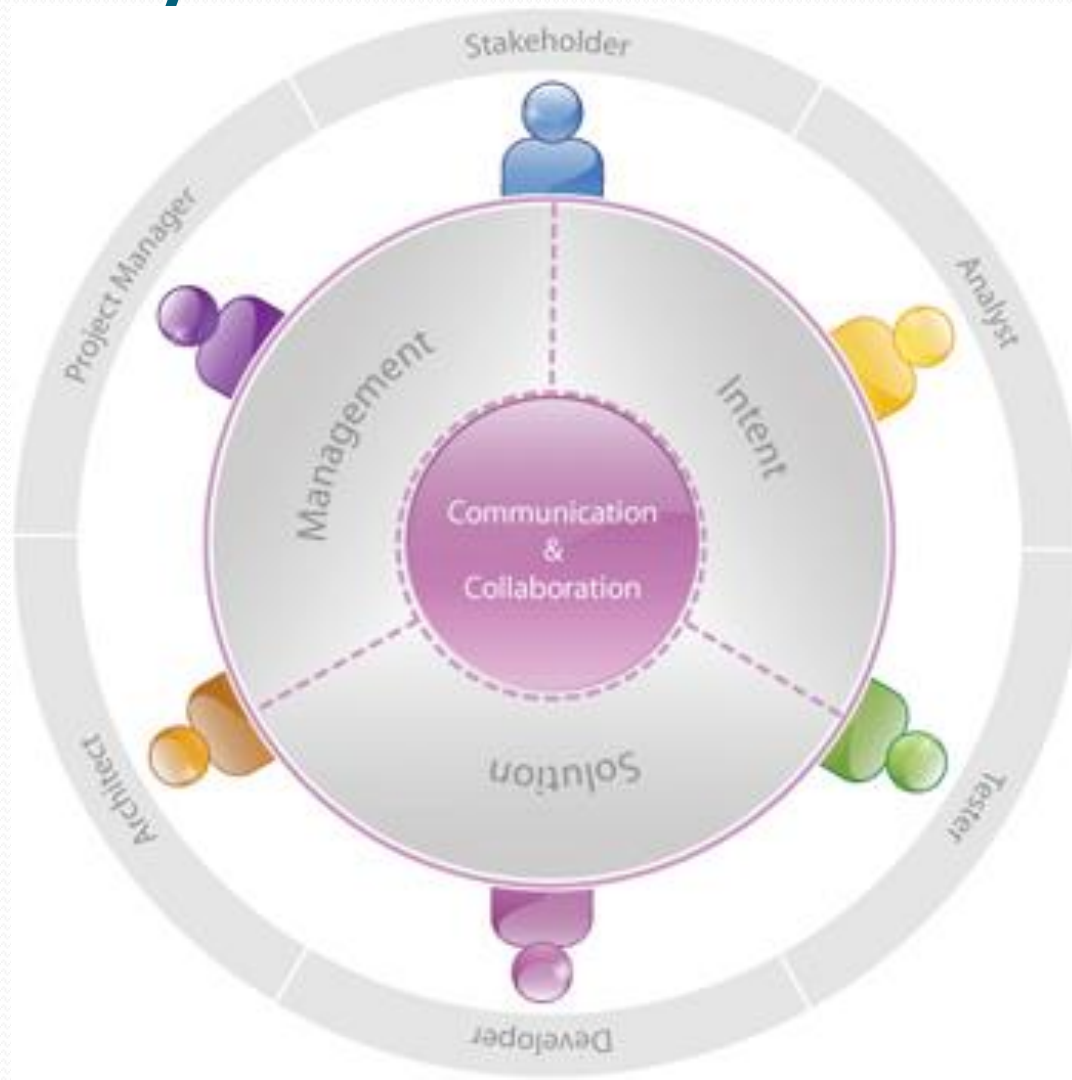 Stakeholder
Project Manager
Analyst
Management
Intent
Communication
&
Collaboration
Solution
Architect
Tester
Developer